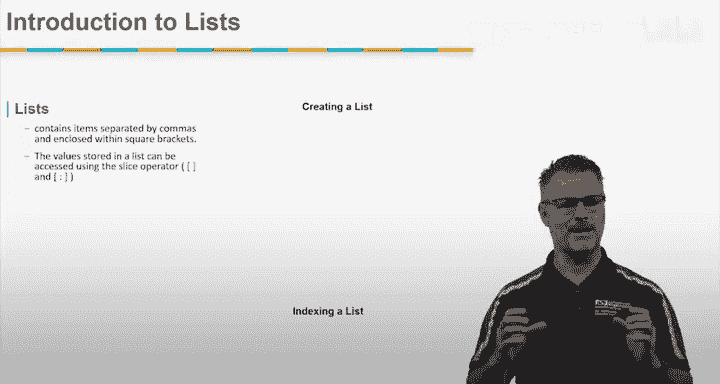 Introduction to Lists
Lists
– contains items separated by commas
and enclosed within square brackets.
– The values stored in a list can be
accessed using the slice operator ( [ ]
and [ : ] )
Creating a List
Indexing a List